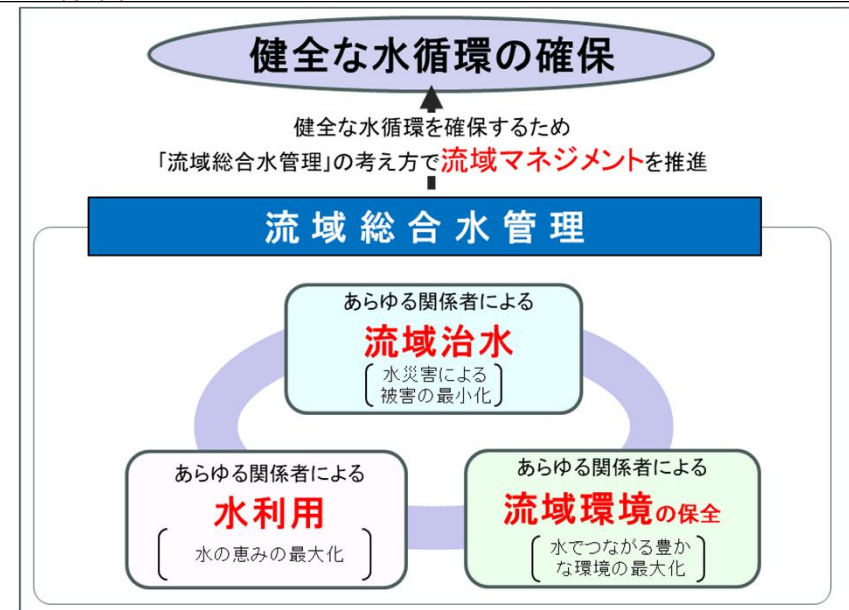 健全な水循環の確保
健全な水循環を確保するため
「流域総合水管理」の考え方で流域マネジメントを推進
流域総合水管理
あらゆる関係者による
流域治水
水災害による
被害の最小化
あらゆる関係者による
水利用
水の恵みの最大化
あらゆる関係者による
流域環境の保全
水でつながる豊か
な環境の最大化